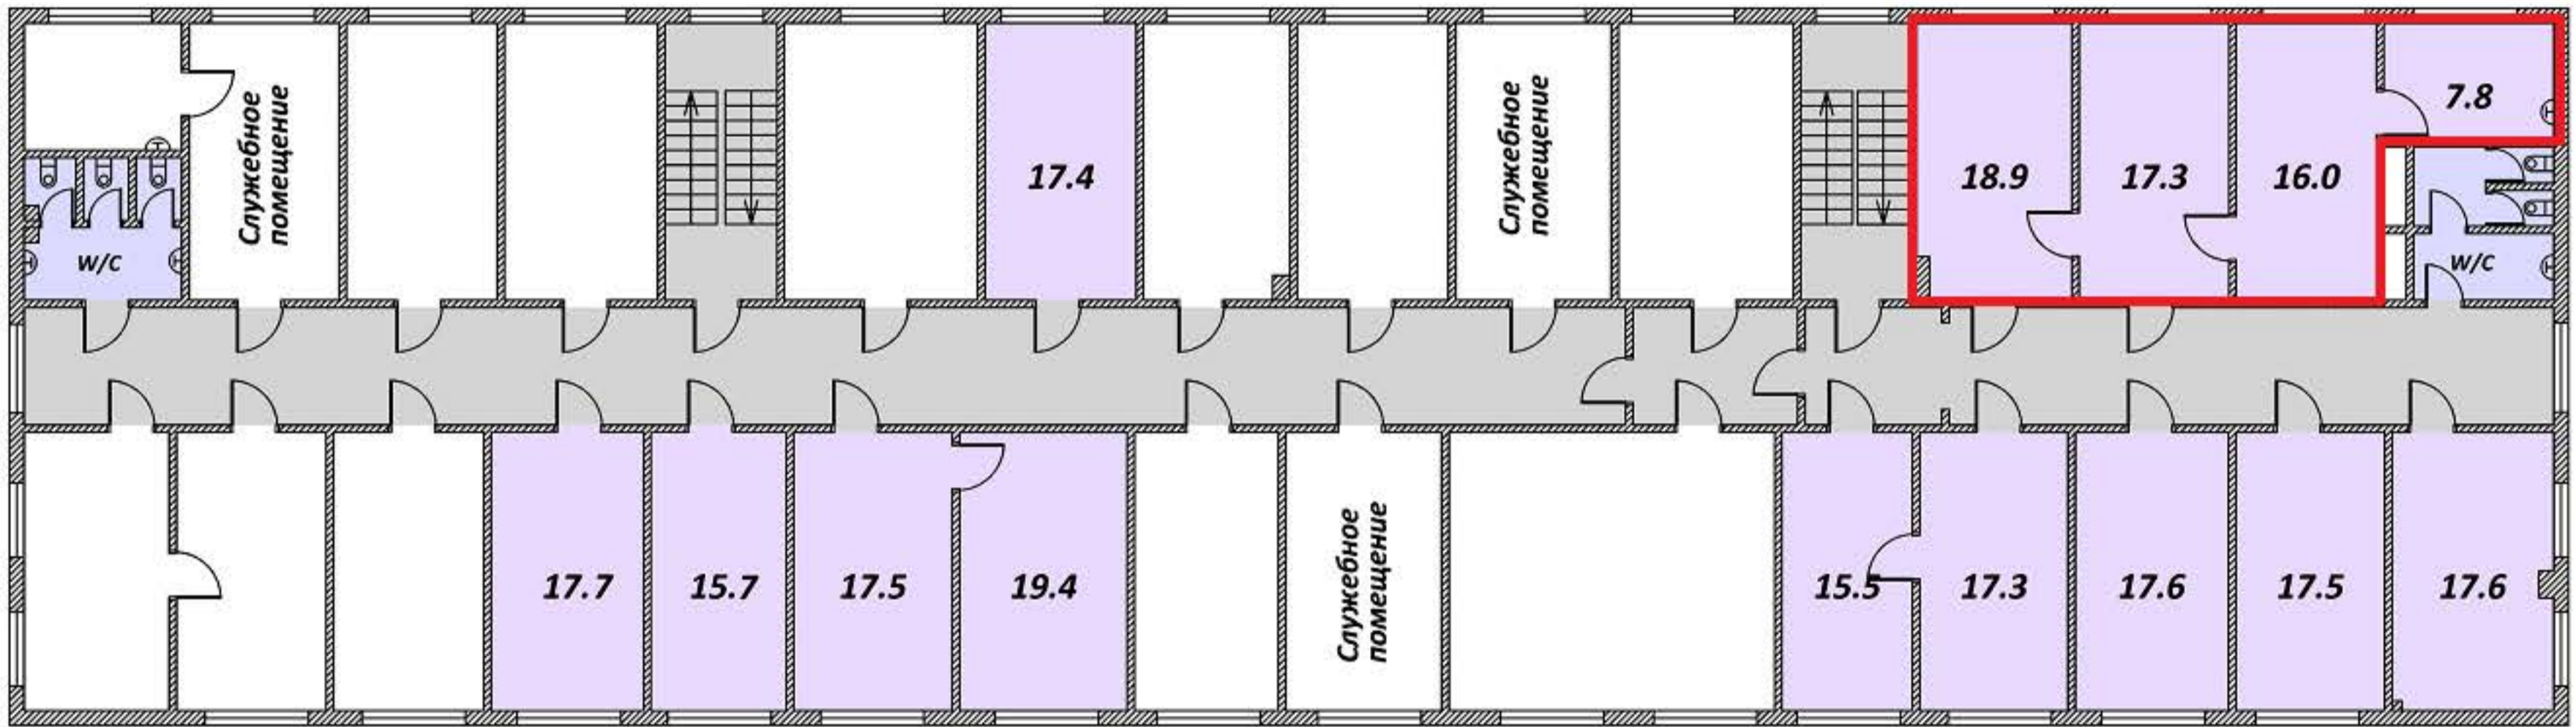 Служебное
помещение
W/C
17.4
Служебное
помещение
18.9
17.3
16.0
7.8
W/C
17.7
15.7
17.5
19.4
Служебное
помещение
15.5
17.3
17.6
17.5
17.6